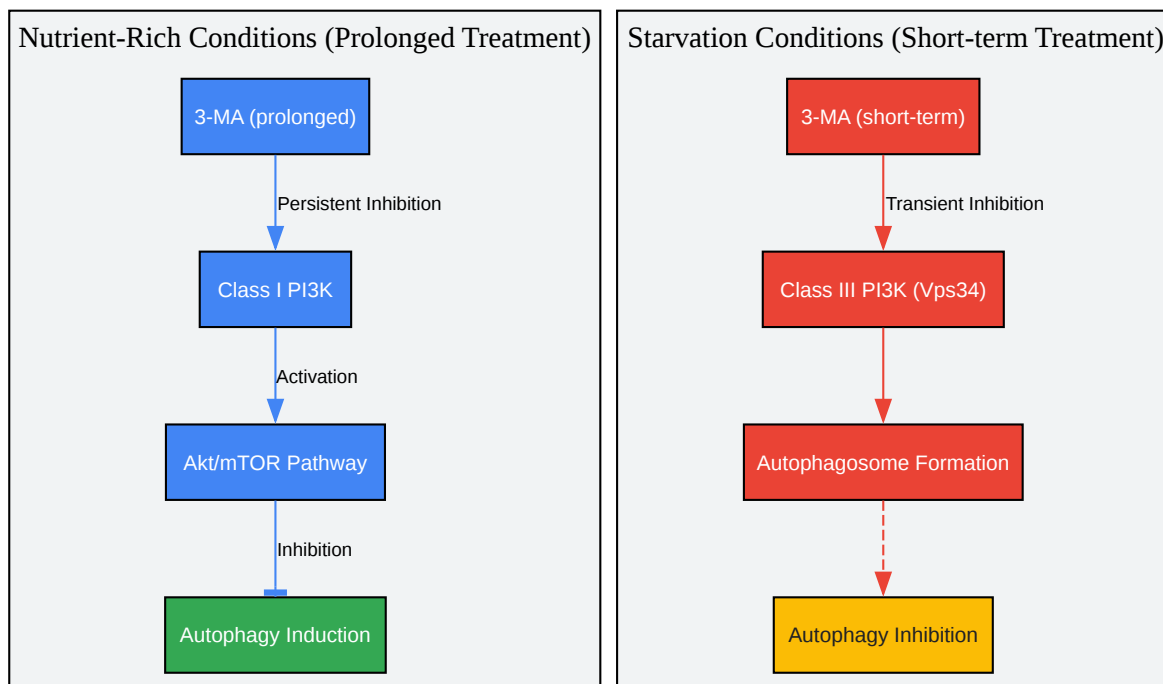 Nutrient-Rich Conditions (Prolonged Treatment)
3-MA (prolonged)
Persistent Inhibition
Class I PI3K
Activation
Akt/mTOR Pathway
Inhibition
Autophagy Induction
Starvation Conditions (Short-term Treatment)
3-MA (short-term)
Transient Inhibition
Class III PI3K (Vps34)
Autophagosome Formation
Autophagy Inhibition